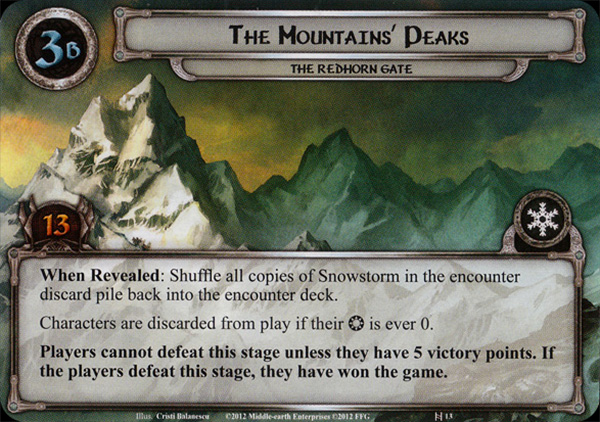 3B
THE MOUNTAINS' PEAKS
THE REDHORN GATE
13
When Revealed: Shuffle all copies of Snowstorm in the encounter
discard pile back into the encounter deck.
Characters are discarded from play if their is ever 0.
Players cannot defeat this stage unless they have 5 victory points. If
the players defeat this stage, they have won the game.
Illus. Cristi Balanescu ©2012 Middle-earth Enterprises ©2012 FFG 13